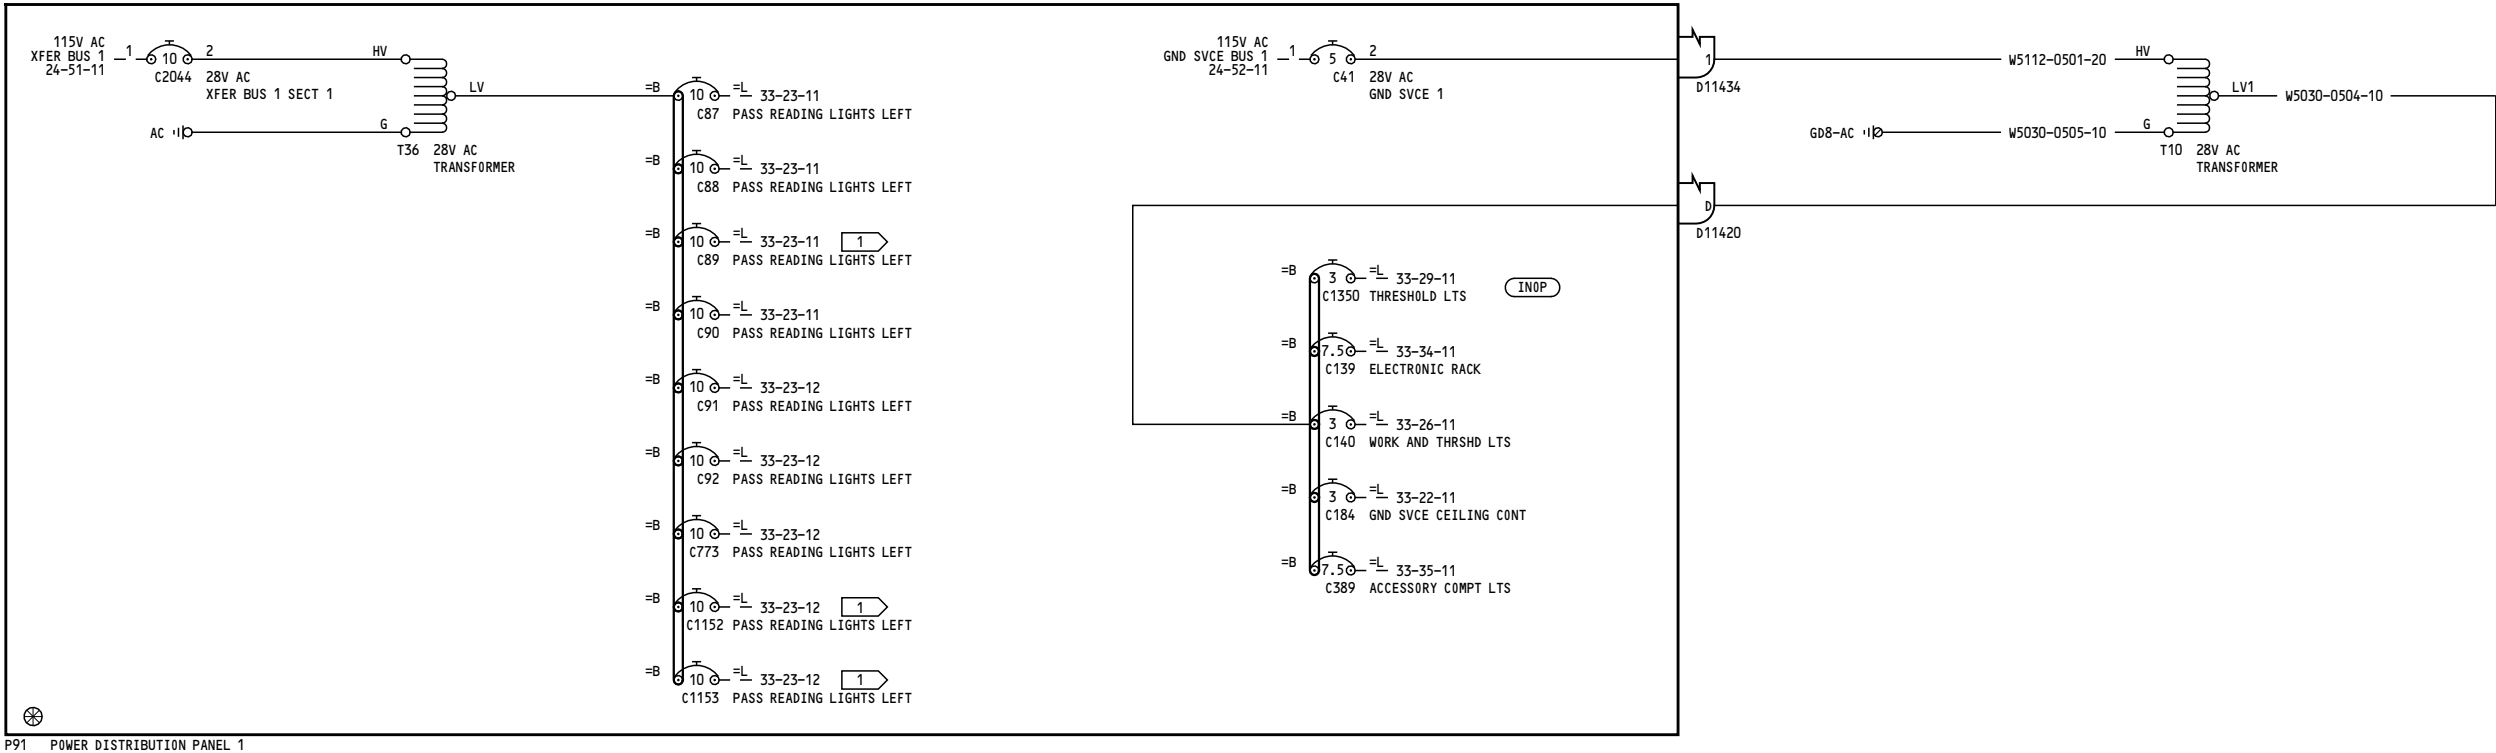 115V AC
XFER BUS 1
24-51-11
1
10
2
C2044
28V AC
XFER BUS 1 SECT 1
HV
LV
AC
G
T36
28V AC
TRANSFORMER
=B
10
=L
33-23-11
C87
PASS READING LIGHTS LEFT
=B
10
=L
33-23-11
C88
PASS READING LIGHTS LEFT
=B
10
=L
33-23-11
1
C89
PASS READING LIGHTS LEFT
=B
10
=L
33-23-11
C90
PASS READING LIGHTS LEFT
=B
10
=L
33-23-12
C91
PASS READING LIGHTS LEFT
=B
10
=L
33-23-12
C92
PASS READING LIGHTS LEFT
=B
10
=L
33-23-12
C773
PASS READING LIGHTS LEFT
=B
10
=L
33-23-12
1
C1152
PASS READING LIGHTS LEFT
=B
10
=L
33-23-12
1
C1153
PASS READING LIGHTS LEFT
115V AC
GND SVCE BUS 1
24-52-11
1
5
2
C41
28V AC
GND SVCE 1
1
D11434
W5112-0501-20
HV
LV1
W5030-0504-10
GD8-AC
W5030-0505-10
G
T10
28V AC
TRANSFORMER
D
D11420
=B
3
=L
33-29-11
INOP
C1350
THRESHOLD LTS
=B
7.5
=L
33-34-11
C139
ELECTRONIC RACK
=B
3
=L
33-26-11
C140
WORK AND THRSHD LTS
=B
3
=L
33-22-11
C184
GND SVCE CEILING CONT
=B
7.5
=L
33-35-11
C389
ACCESSORY COMPT LTS
P91
POWER DISTRIBUTION PANEL 1